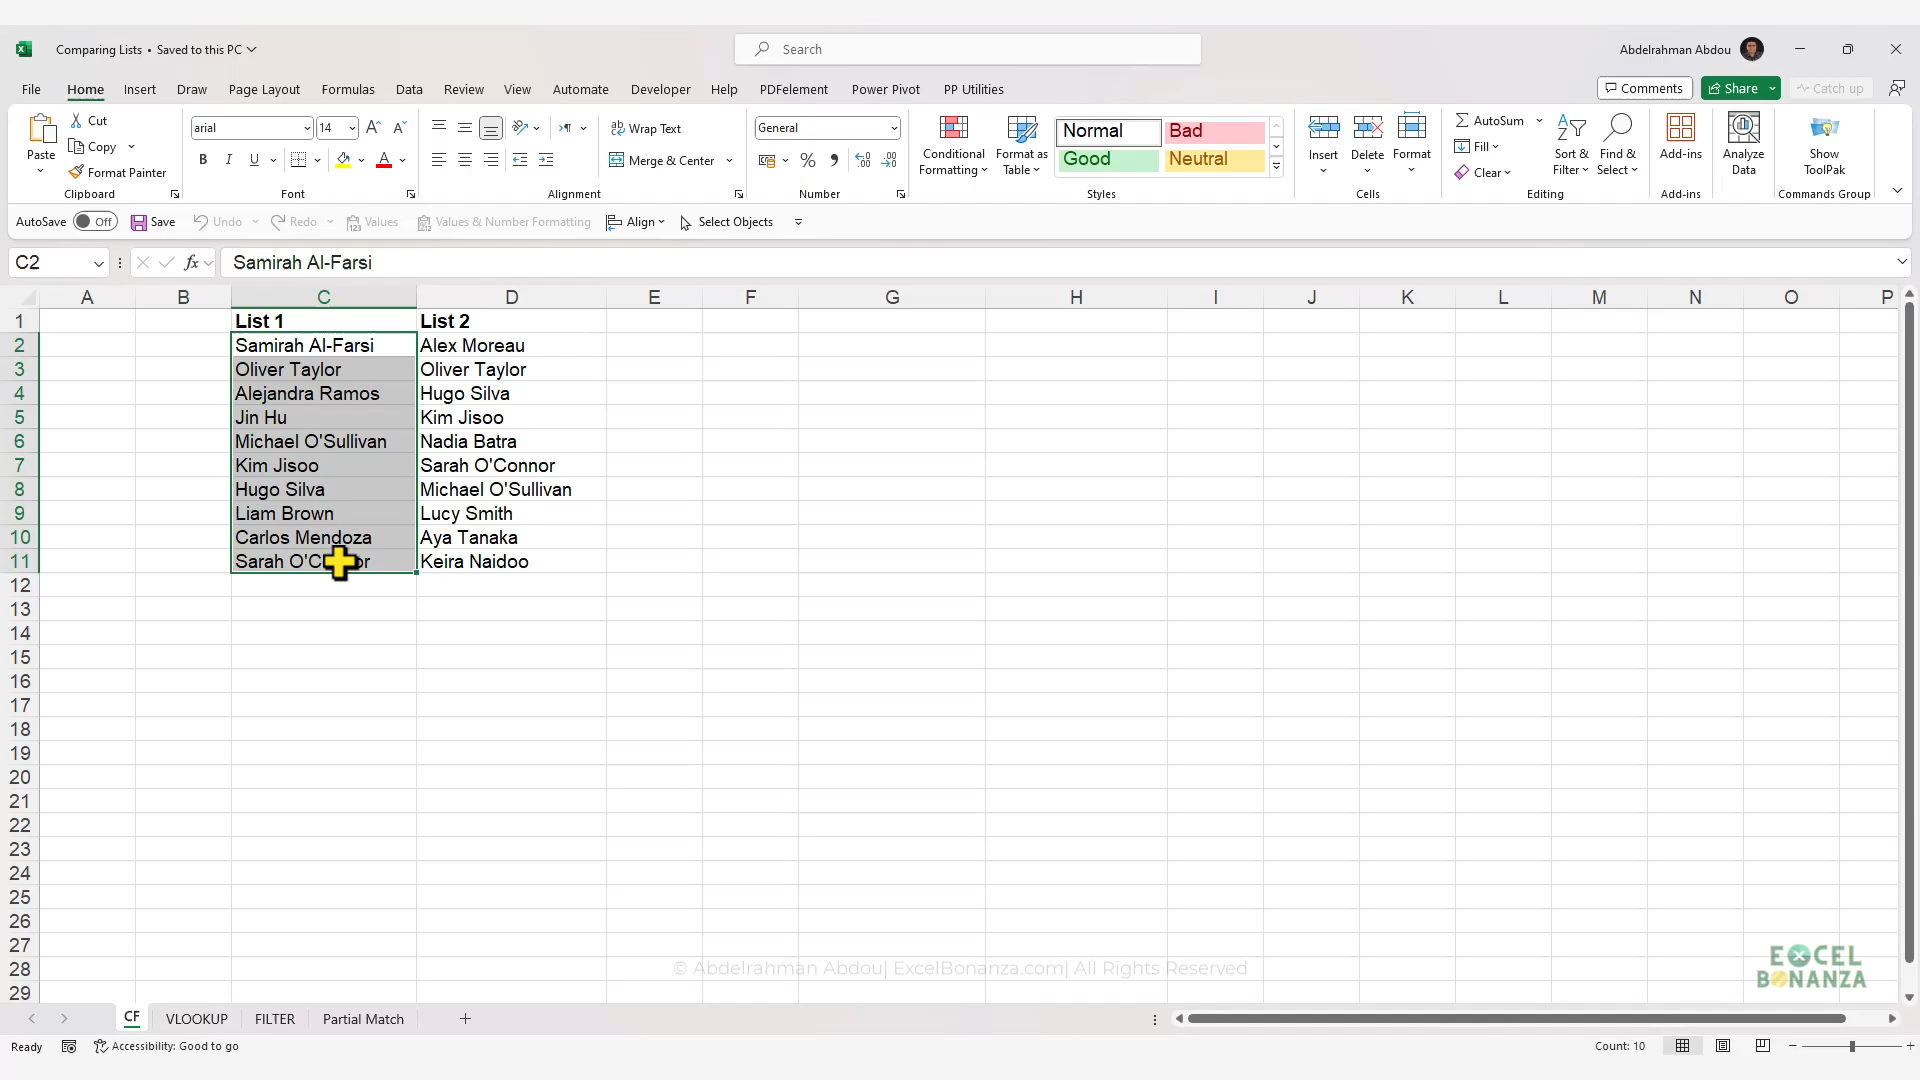 Comparing Lists • Saved to this PC
Search
Abdelrahman Abdou
File Home Insert Draw Page Layout Formulas Data Review View Automate Developer Help PDFelement Power Pivot PP Utilities
Comments Share Catch up
Paste
Cut
Copy
Format Painter
Clipboard
arial 14
B I U
Font
Wrap Text
Merge & Center
Alignment
General
Number
Conditional Formatting
Format as Table
Normal Bad
Good Neutral
Styles
Insert Delete Format
Cells
AutoSum
Fill
Clear
Sort & Filter
Find & Select
Editing
Add-ins
Add-ins
Analyze Data
Show ToolPak
Commands Group
AutoSave Off Save Undo Redo Values Values & Number Formatting Align Select Objects
C2 fx Samirah Al-Farsi
A B C D E F G H I J K L M N O P
1 List 1 List 2
2 Samirah Al-Farsi Alex Moreau
3 Oliver Taylor Oliver Taylor
4 Alejandra Ramos Hugo Silva
5 Jin Hu Kim Jisoo
6 Michael O'Sullivan Nadia Batra
7 Kim Jisoo Sarah O'Connor
8 Hugo Silva Michael O'Sullivan
9 Liam Brown Lucy Smith
10 Carlos Mendoza Aya Tanaka
11 Sarah Keira Naidoo
12
13
14
15
16
17
18
19
20
21
22
23
24
25
26
27
28
29
© Abdelrahman Abdou| ExcelBonanza.com| All Rights Reserved
EXCEL
BONANZA
CF VLOOKUP FILTER Partial Match
Ready Accessibility: Good to go Count: 10